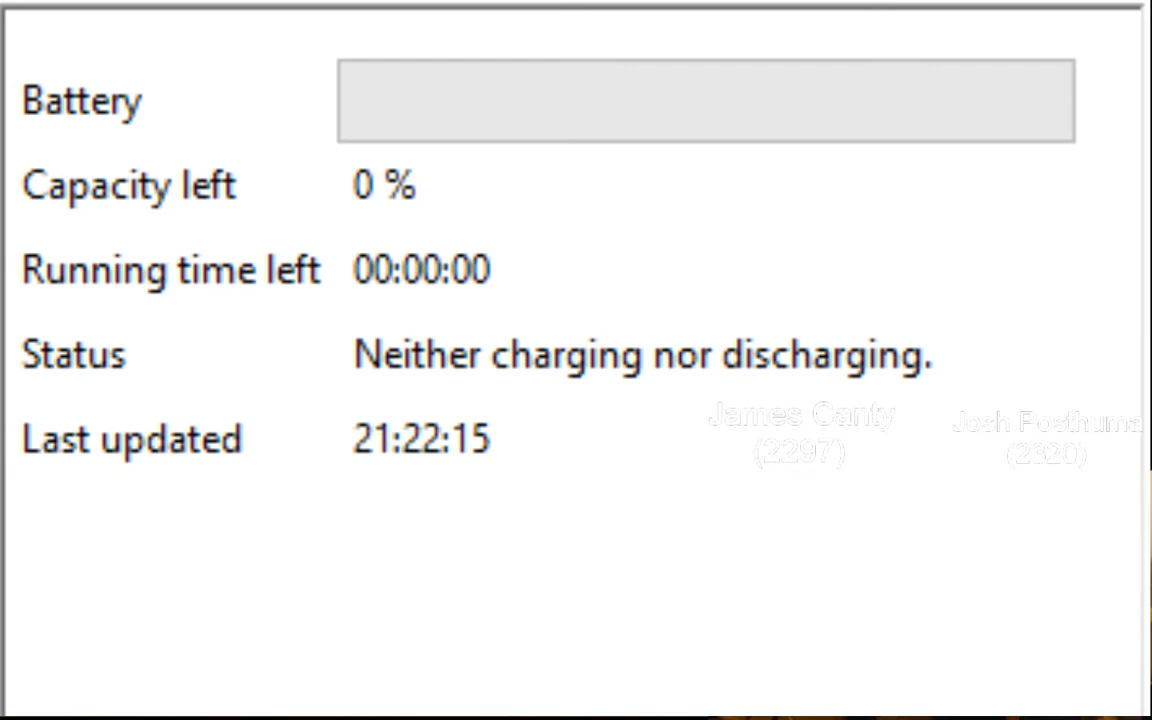 Battery
Capacity left 0 %
Running time left 00:00:00
Status Neither charging nor discharging.
Last updated 21:22:15
James Canty
(2297)
Josh Posthuma
(2320)